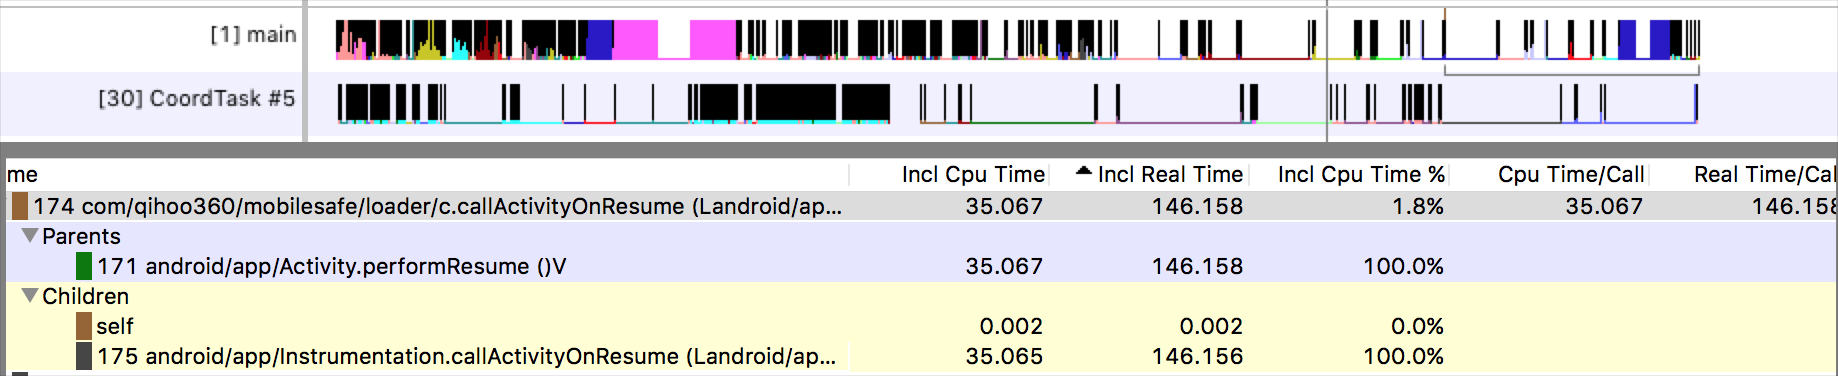 [1] main
[30] CoordTask #5
me Incl Cpu Time Incl Real Time Incl Cpu Time % Cpu Time/Call Real Time/Cal
174 com/qihoo360/mobilesafe/loader/c.callActivityOnResume (Landroid/ap... 35.067 146.158 1.8% 35.067 146.158
Parents
171 android/app/Activity.performResume ()V 35.067 146.158 100.0%
Children
self 0.002 0.002 0.0%
175 android/app/Instrumentation.callActivityOnResume (Landroid/ap... 35.065 146.156 100.0%